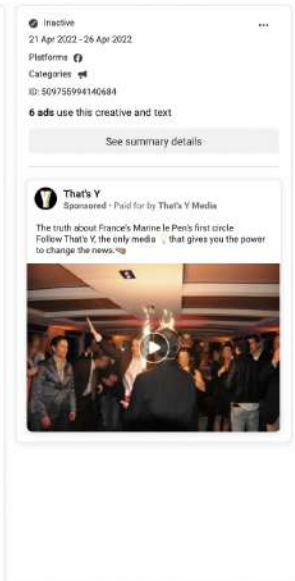 Inactive
21 Apr 2022 - 26 Apr 2022
Platforms
Categories
ID: 509755994140684
6 ads use this creative and text
See summary details
That's Y
Sponsored • Paid for by That's Y Media
The truth about France's Marine le Pen's first circle
Follow That's Y, the only media , that gives you the power
to change the news.